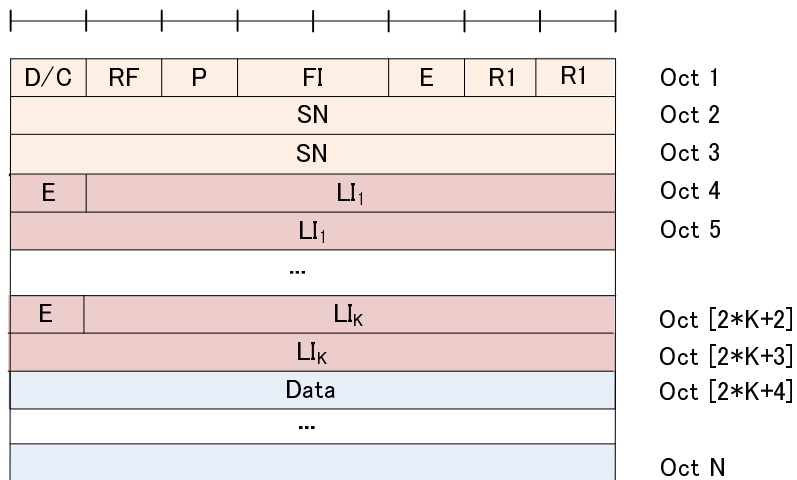 D/C RF P FI E R1 R1 Oct 1
SN Oct 2
SN Oct 3
E LI1 Oct 4
LI1 Oct 5
...
E LIK Oct [2*K+2]
LIK Oct [2*K+3]
Data Oct [2*K+4]
...
Oct N